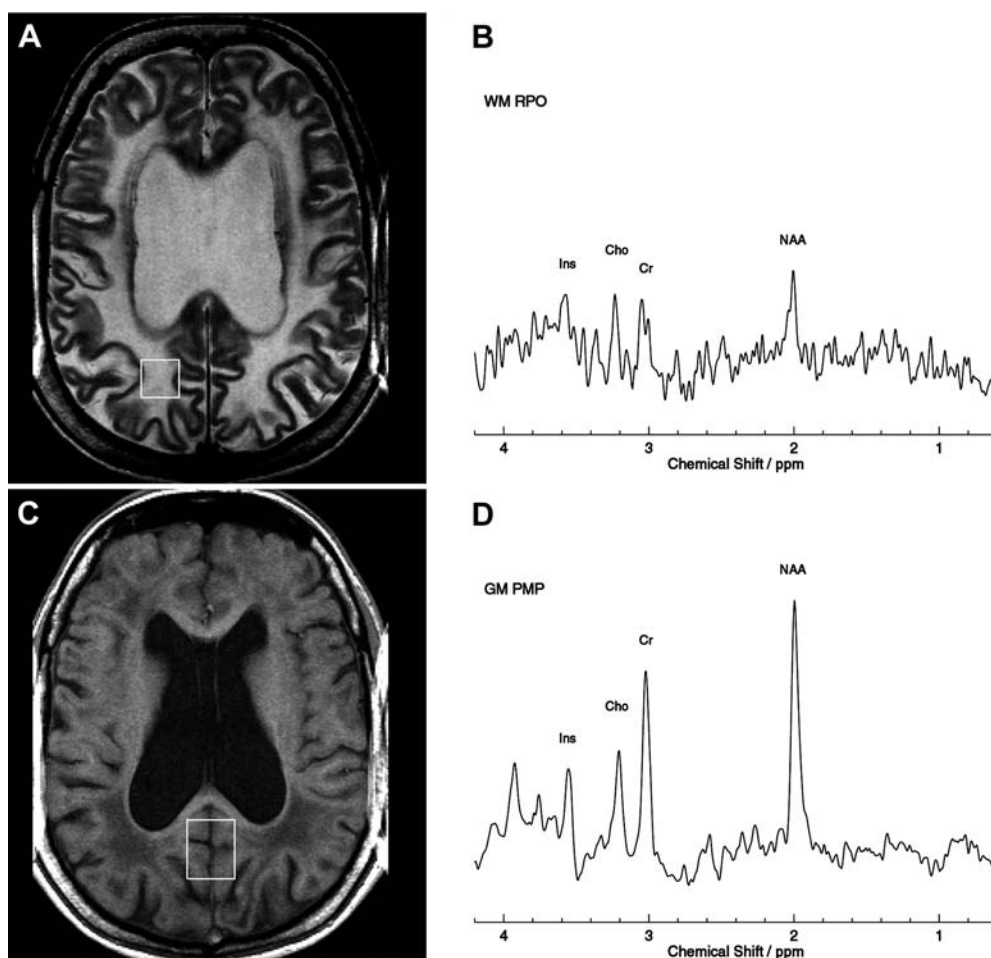 A
B
WM RPO
Ins
Cho
Cr
NAA
4 3 2 1
Chemical Shift / ppm
C
D
GM PMP
Ins
Cho
Cr
NAA
4 3 2 1
Chemical Shift / ppm